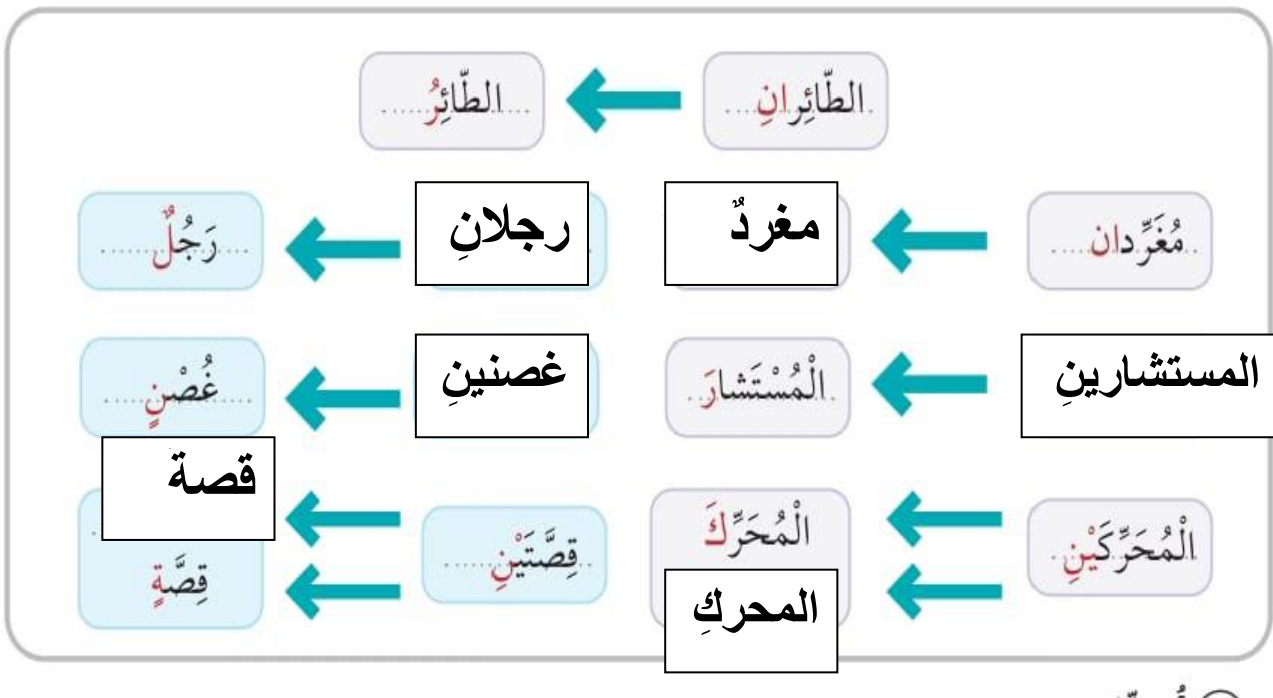 الطّائِرانِ
الطّائِرُ
مُغَرِّدان
مغردٌ
رجلانِ
رَجُلٌ
المستشارينِ
الْمُسْتَشارَ
غصنينِ
غُصْنٍ
الْمُحَرِّكَيْنِ
الْمُحَرِّكَ
المحركِ
قِصَّتَيْنِ
قصة
قِصَّةٍ